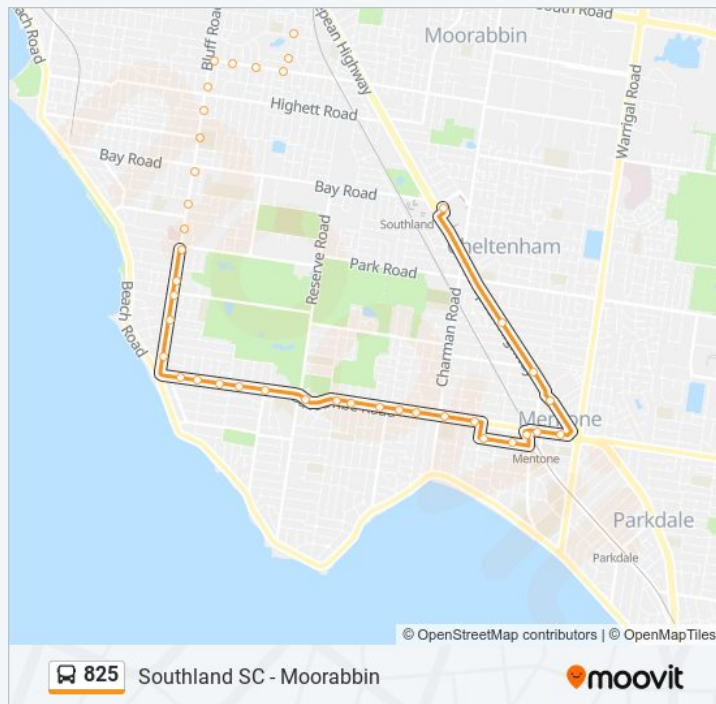 South Road
Beach Road
Bluff Road
Nepean Highway
Moorabbin
Warrigal Road
Highett Road
Bay Road
Bay Road
Southland
Cheltenham
Reserve Road
Park Road
Beach Road
Charman Road
Mentone
Mentone
Parkdale
Parkdale
© OpenStreetMap contributors | © OpenMapTiles
825 Southland SC - Moorabbin
moovit